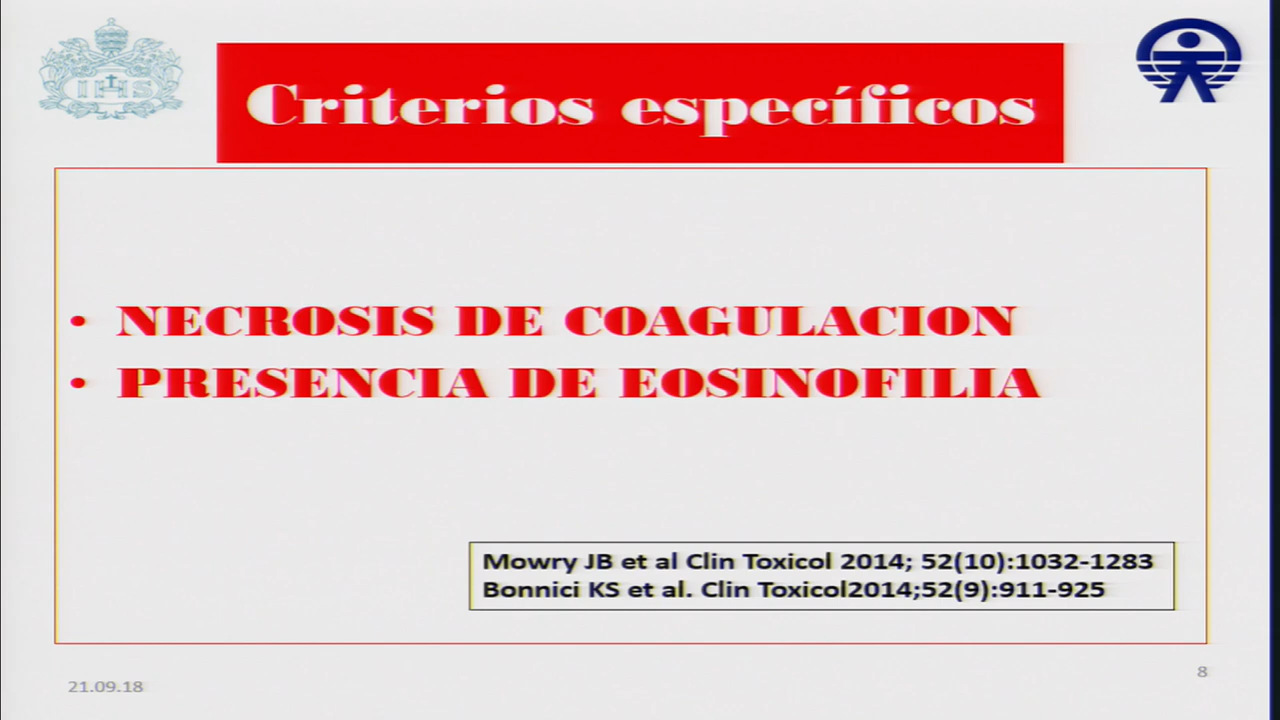 IHS
Criterios específicos
• NECROSIS DE COAGULACION
• PRESENCIA DE EOSINOFILIA
Mowry JB et al Clin Toxicol 2014; 52(10):1032-1283
Bonnici KS et al. Clin Toxicol2014;52(9):911-925
21.09.18
8